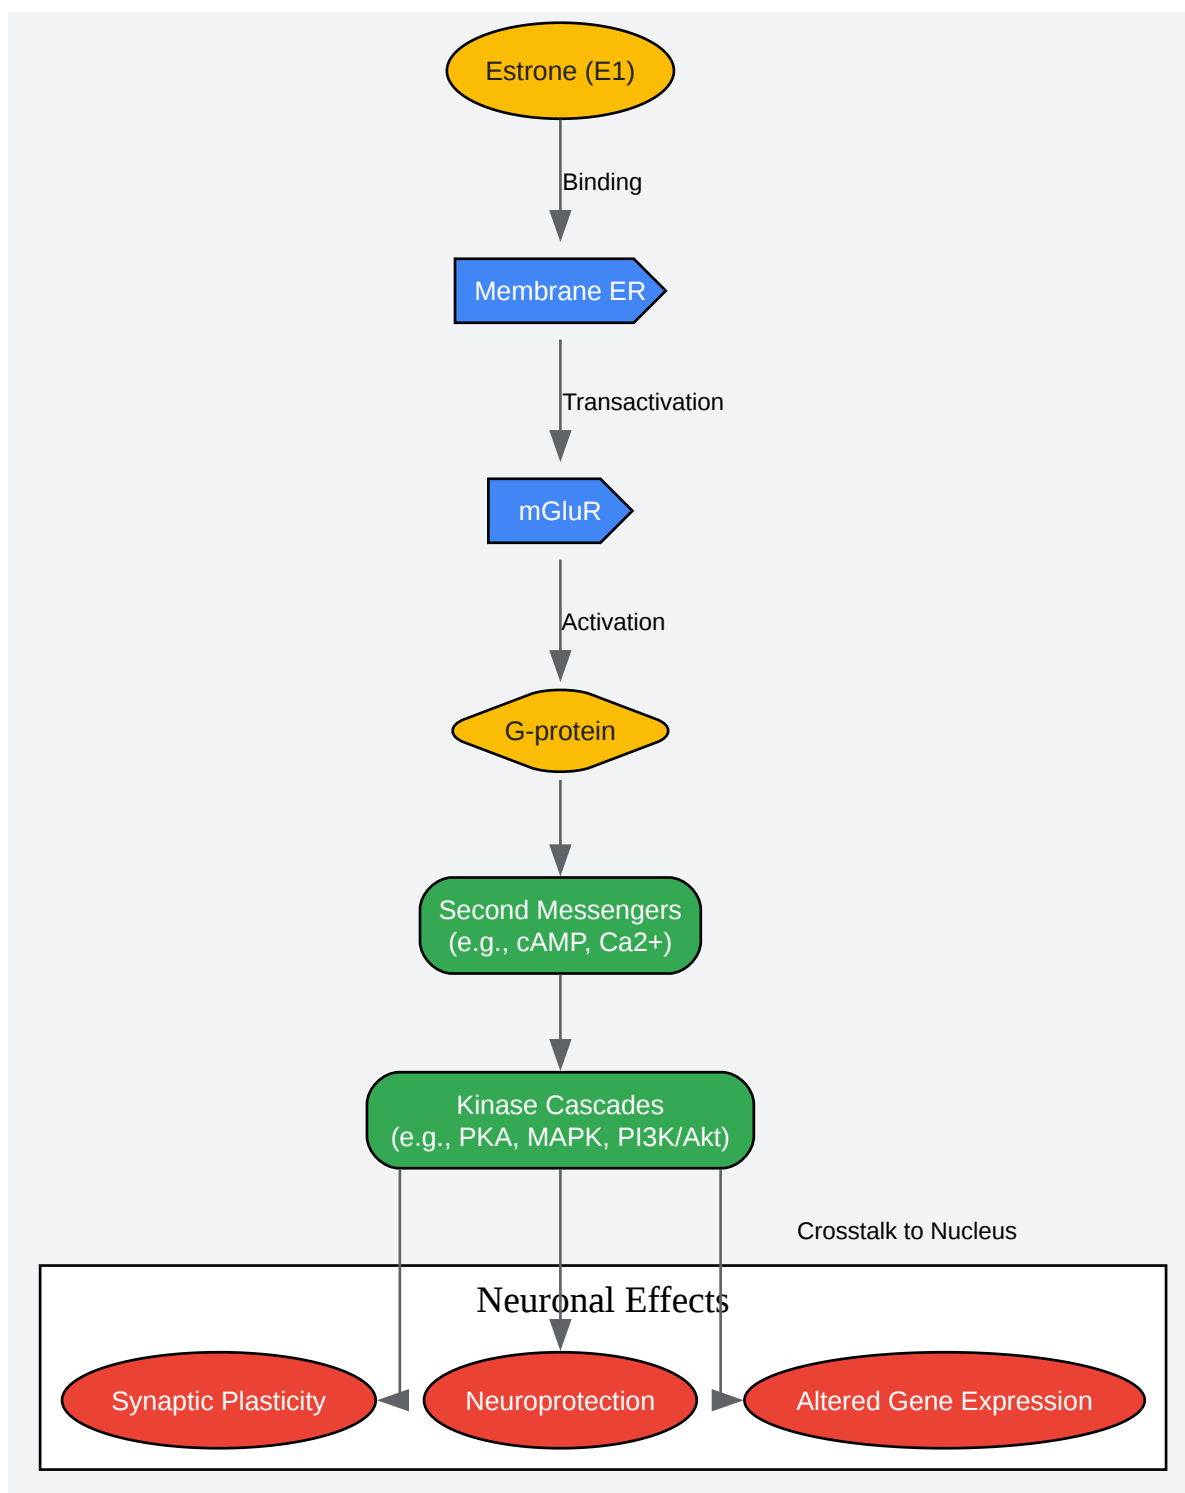 Estrone (E1)
Binding
Membrane ER
Transactivation
mGluR
Activation
G-protein
Second Messengers
(e.g., cAMP, Ca2+)
Kinase Cascades
(e.g., PKA, MAPK, PI3K/Akt)
Crosstalk to Nucleus
Neuronal Effects
Synaptic Plasticity
Neuroprotection
Altered Gene Expression